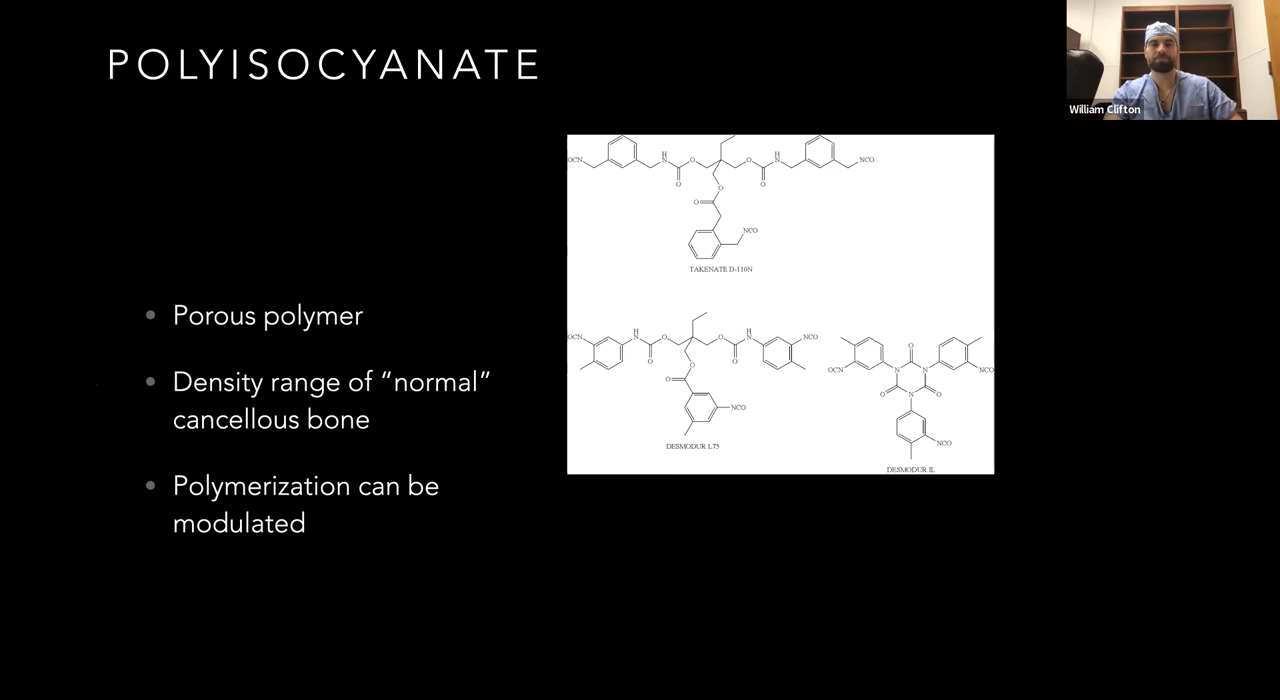 POLYISOCYANATE
William Clifton
Porous polymer
Density range of “normal”
cancellous bone
Polymerization can be
modulated
OCN
H
N
O
O
O
O
H
N
O
NCO
O
O
NCO
TAKENATE D-110N
OCN
H
N
O
O
O
O
H
N
NCO
O
O
NCO
DESMODUR L75
O
OCN
N
N
NCO
O
N
O
NCO
DESMODUR IL